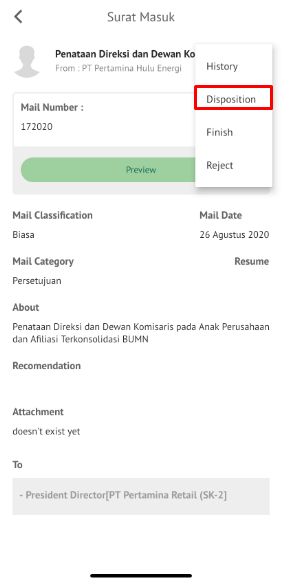 Surat Masuk
Penataan Direksi dan Dewan Ko
From : PT Pertamina Hulu Energi
History
Disposition
Finish
Reject
Mail Number :
172020
Preview
Mail Classification
Mail Date
Biasa
26 Agustus 2020
Mail Category
Resume
Persetujuan
About
Penataan Direksi dan Dewan Komisaris pada Anak Perusahaan
dan Afiliasi Terkonsolidasi BUMN
Recomendation
Attachment
doesn't exist yet
To
- President Director[PT Pertamina Retail (SK-2]